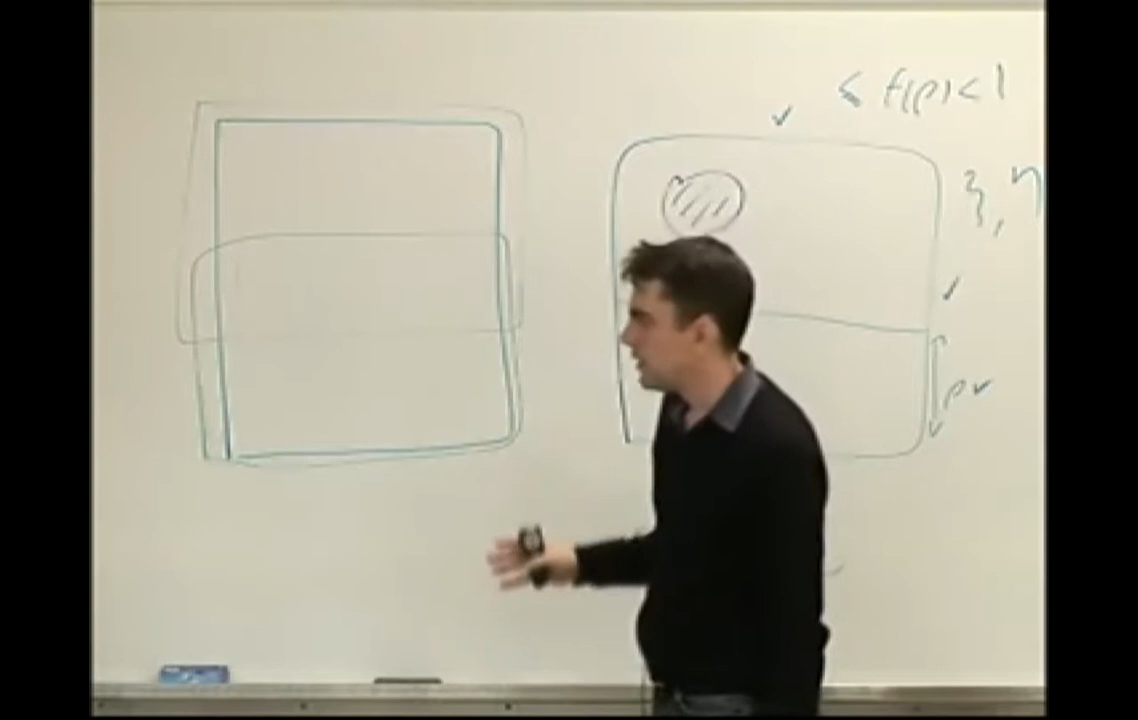 ≤ f(ρ) < 1
ξ, η
ρ